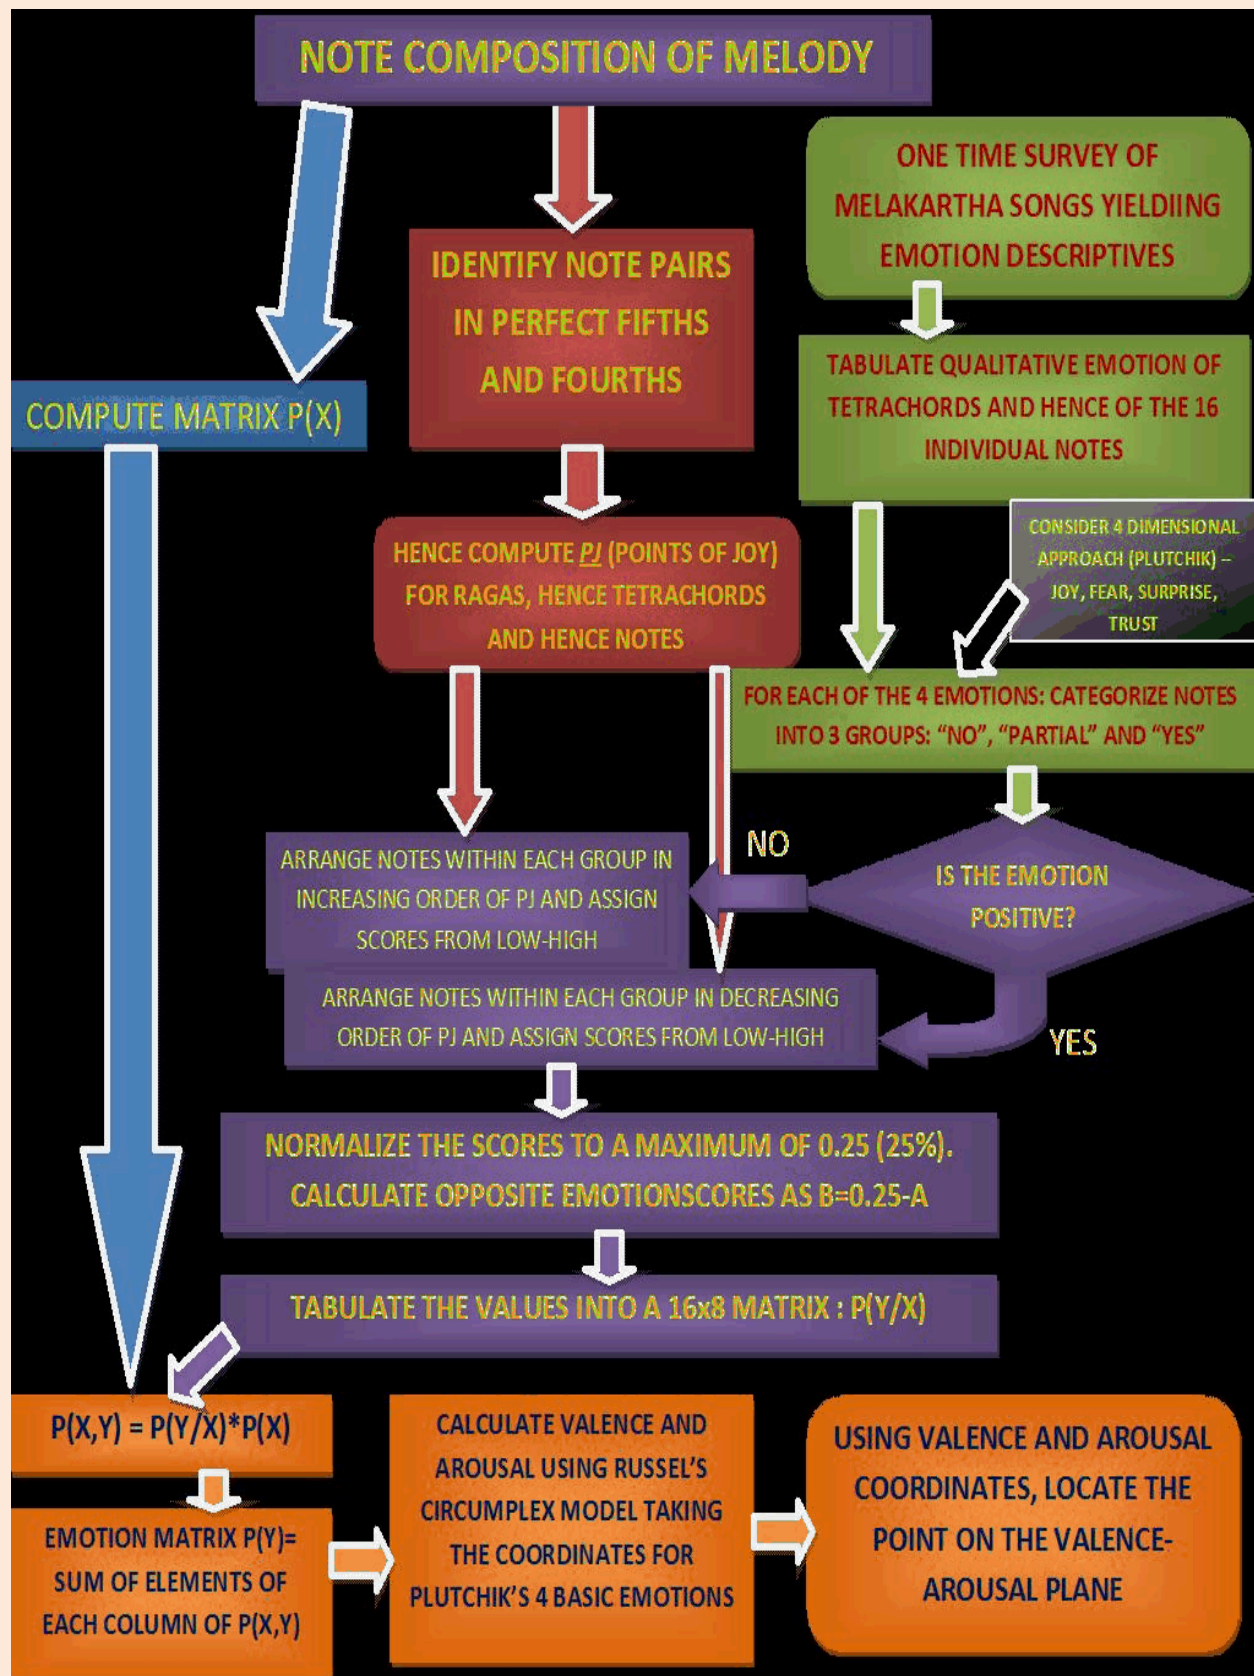 NOTE COMPOSITION OF MELODY
ONE TIME SURVEY OF
MELAKARTHA SONGS YIELDIING
EMOTION DESCRIPTIVES
IDENTIFY NOTE PAIRS
IN PERFECT FIFTHS
AND FOURTHS
TABULATE QUALITATIVE EMOTION OF
TETRACHORDS AND HENCE OF THE 16
INDIVIDUAL NOTES
COMPUTE MATRIX P(X)
CONSIDER 4 DIMENSIONAL
APPROACH (PLUTCHIK) –
JOY, FEAR, SURPRISE,
TRUST
HENCE COMPUTE PJ (POINTS OF JOY)
FOR RAGAS, HENCE TETRACHORDS
AND HENCE NOTES
FOR EACH OF THE 4 EMOTIONS: CATEGORIZE NOTES
INTO 3 GROUPS: “NO”, “PARTIAL” AND “YES”
NO
IS THE EMOTION
POSITIVE?
YES
ARRANGE NOTES WITHIN EACH GROUP IN
INCREASING ORDER OF PJ AND ASSIGN
SCORES FROM LOW-HIGH
ARRANGE NOTES WITHIN EACH GROUP IN DECREASING
ORDER OF PJ AND ASSIGN SCORES FROM LOW-HIGH
NORMALIZE THE SCORES TO A MAXIMUM OF 0.25 (25%).
CALCULATE OPPOSITE EMOTIONSCORES AS B=0.25-A
TABULATE THE VALUES INTO A 16x8 MATRIX : P(Y/X)
P(X,Y) = P(Y/X)*P(X)
EMOTION MATRIX P(Y)=
SUM OF ELEMENTS OF
EACH COLUMN OF P(X,Y)
CALCULATE VALENCE AND
AROUSAL USING RUSSEL’S
CIRCUMPLEX MODEL TAKING
THE COORDINATES FOR
PLUTCHIK’S 4 BASIC EMOTIONS
USING VALENCE AND AROUSAL
COORDINATES, LOCATE THE
POINT ON THE VALENCE-
AROUSAL PLANE